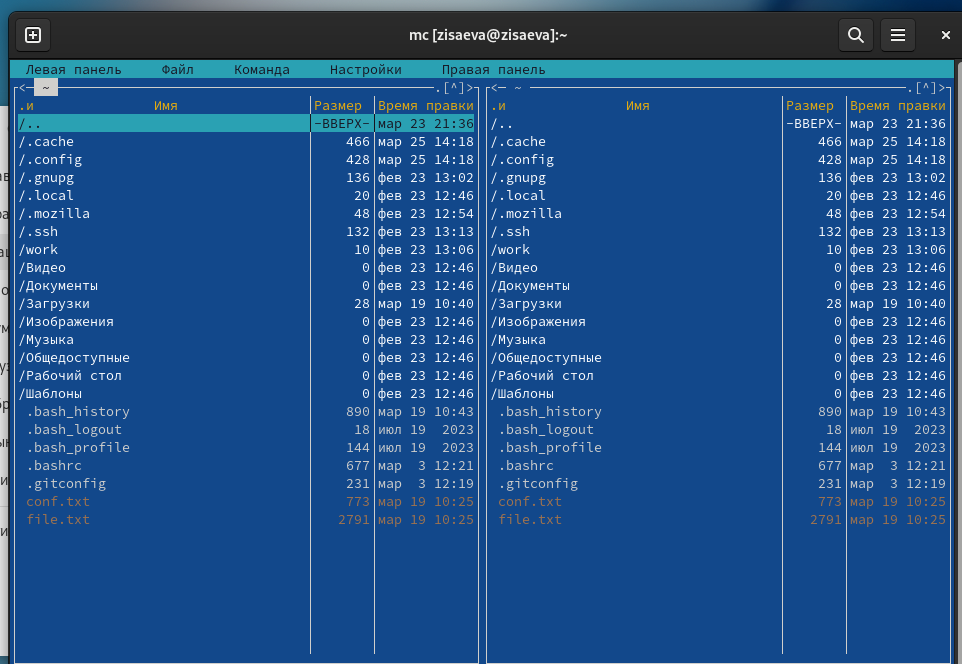 mc [zisaeva@zisaeva]:~
Левая панель Файл Команда Настройки Правая панель
<─ ~ .[^]> <─ ~ .[^]>
.и Имя Размер Время правки .и Имя Размер Время правки
/.. -ВВЕРХ- мар 23 21:36 /.. -ВВЕРХ- мар 23 21:36
/.cache 466 мар 25 14:18 /.cache 466 мар 25 14:18
/.config 428 мар 25 14:18 /.config 428 мар 25 14:18
/.gnupg 136 фев 23 13:02 /.gnupg 136 фев 23 13:02
/.local 20 фев 23 12:46 /.local 20 фев 23 12:46
/.mozilla 48 фев 23 12:54 /.mozilla 48 фев 23 12:54
/.ssh 132 фев 23 13:13 /.ssh 132 фев 23 13:13
/work 10 фев 23 13:06 /work 10 фев 23 13:06
/Видео 0 фев 23 12:46 /Видео 0 фев 23 12:46
/Документы 0 фев 23 12:46 /Документы 0 фев 23 12:46
/Загрузки 28 мар 19 10:40 /Загрузки 28 мар 19 10:40
/Изображения 0 фев 23 12:46 /Изображения 0 фев 23 12:46
/Музыка 0 фев 23 12:46 /Музыка 0 фев 23 12:46
/Общедоступные 0 фев 23 12:46 /Общедоступные 0 фев 23 12:46
/Рабочий стол 0 фев 23 12:46 /Рабочий стол 0 фев 23 12:46
/Шаблоны 0 фев 23 12:46 /Шаблоны 0 фев 23 12:46
.bash_history 890 мар 19 10:43 .bash_history 890 мар 19 10:43
.bash_logout 18 июл 19 2023 .bash_logout 18 июл 19 2023
.bash_profile 144 июл 19 2023 .bash_profile 144 июл 19 2023
.bashrc 677 мар 3 12:21 .bashrc 677 мар 3 12:21
.gitconfig 231 мар 3 12:19 .gitconfig 231 мар 3 12:19
conf.txt 773 мар 19 10:25 conf.txt 773 мар 19 10:25
file.txt 2791 мар 19 10:25 file.txt 2791 мар 19 10:25